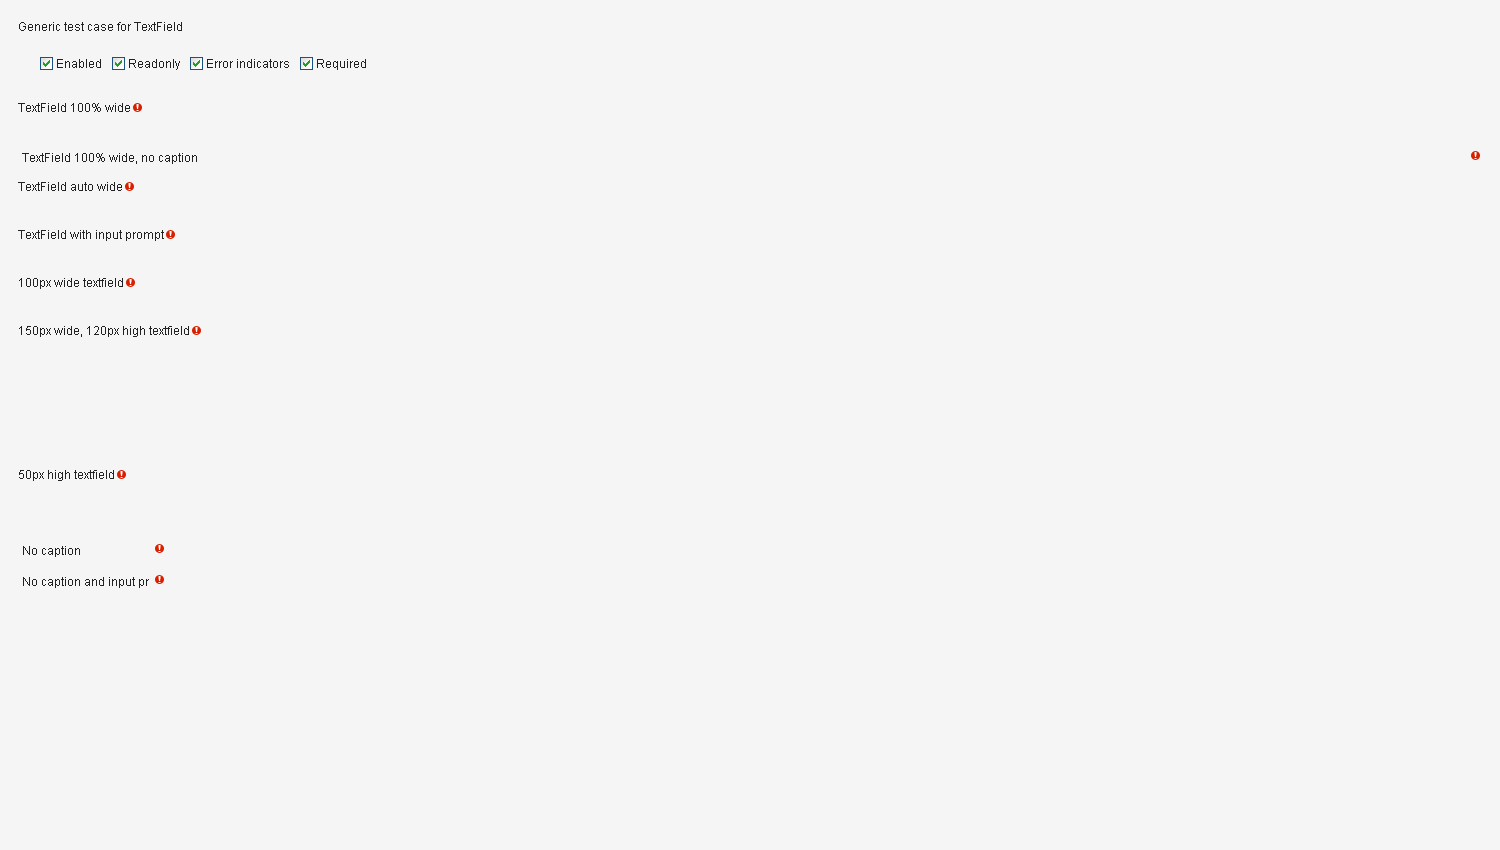 Generic test case for TextField
Enabled Readonly Error indicators Required
TextField 100% wide
TextField 100% wide, no caption
TextField auto wide
TextField with input prompt
100px wide textfield
150px wide, 120px high textfield
50px high textfield
No caption
No caption and input pr